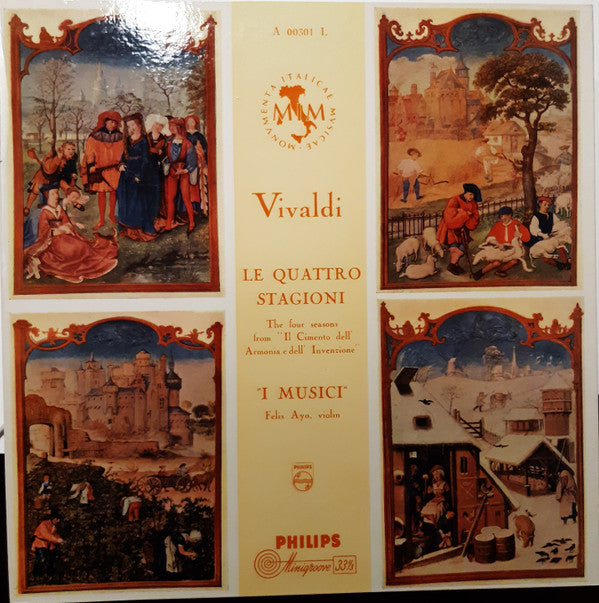 A 00301 L
MONUMENTA ITALICAE MUSICAE
MIM
Vivaldi
LE QUATTRO
STAGIONI
The four seasons
from "Il Cimento dell'
Armonia e dell' Invenzione"
"I MUSICI"
Felix Ayo, violin
PHILIPS
PHILIPS
Minigroove 33⅓